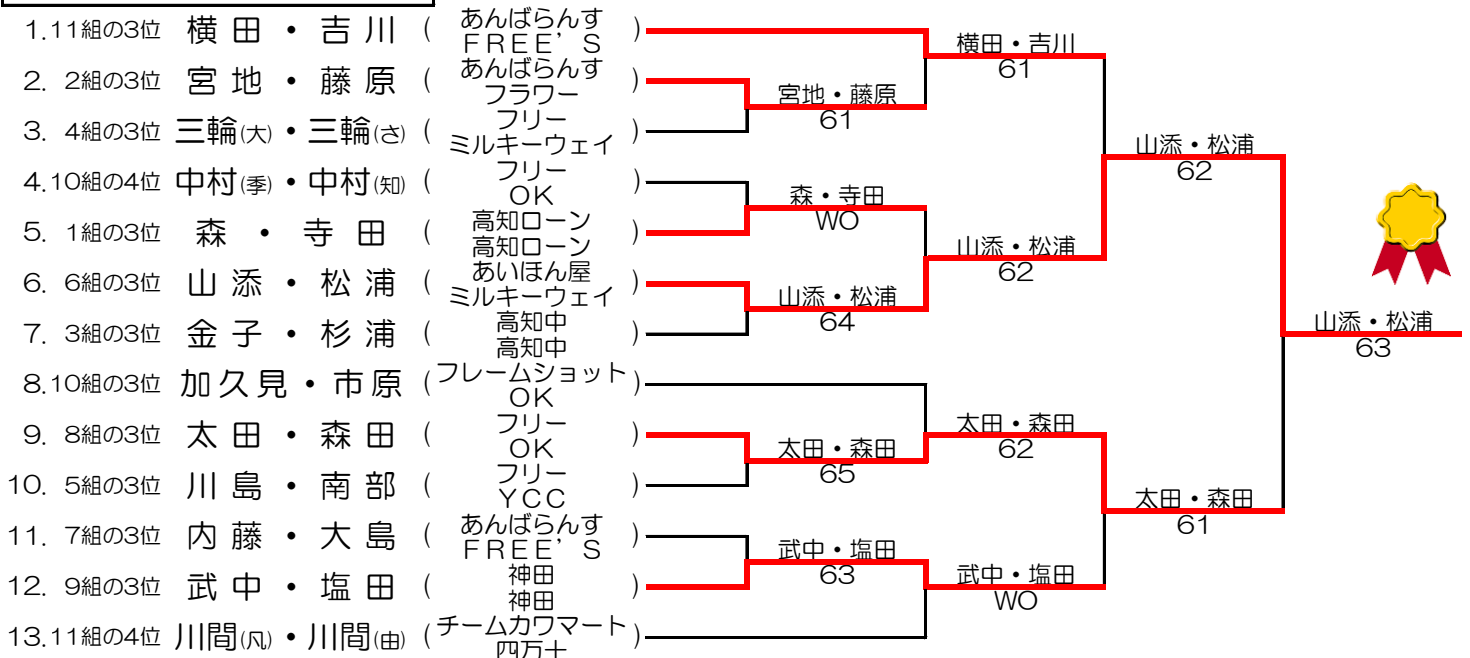 1.11組の3位 横田・吉川 (あんばらんす FREE'S)
2. 2組の3位 宮地・藤原 (あんばらんす フラワー)
3. 4組の3位 三輪(大)・三輪(さ) (フリー ミルキーウェイ)
4.10組の4位 中村(季)・中村(知) (フリー OK)
5. 1組の3位 森・寺田 (高知ローン 高知ローン)
6. 6組の3位 山添・松浦 (あいほん屋 ミルキーウェイ)
7. 3組の3位 金子・杉浦 (高知中 高知中)
8.10組の3位 加久見・市原 (フレームショット OK)
9. 8組の3位 太田・森田 (フリー OK)
10. 5組の3位 川島・南部 (フリー YCC)
11. 7組の3位 内藤・大島 (あんばらんす FREE'S)
12. 9組の3位 武中・塩田 (神田 神田)
13.11組の4位 川間(凡)・川間(由) (チームカワマート 四万十)
宮地・藤原
61
森・寺田
WO
山添・松浦
64
太田・森田
65
武中・塩田
63
横田・吉川
61
山添・松浦
62
太田・森田
62
武中・塩田
WO
山添・松浦
62
太田・森田
61
山添・松浦
63